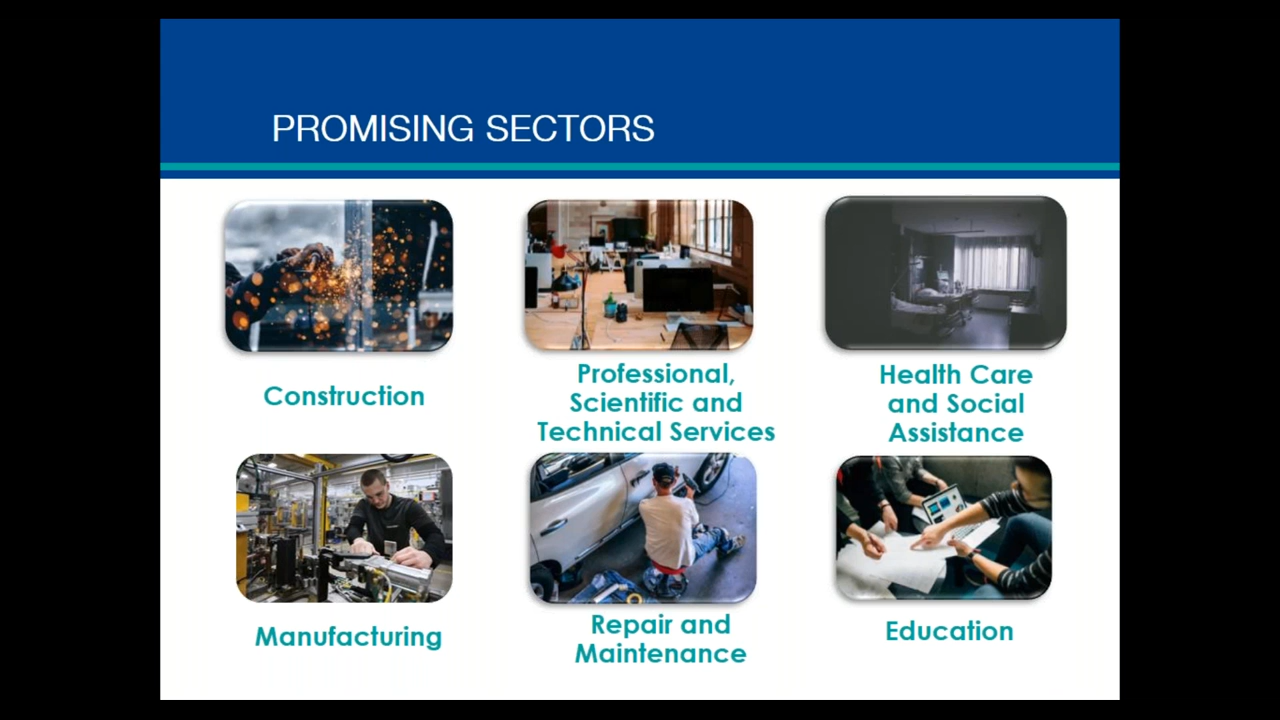 PROMISING SECTORS
Construction
Professional,
Scientific and
Technical Services
Health Care
and Social
Assistance
Manufacturing
Repair and
Maintenance
Education